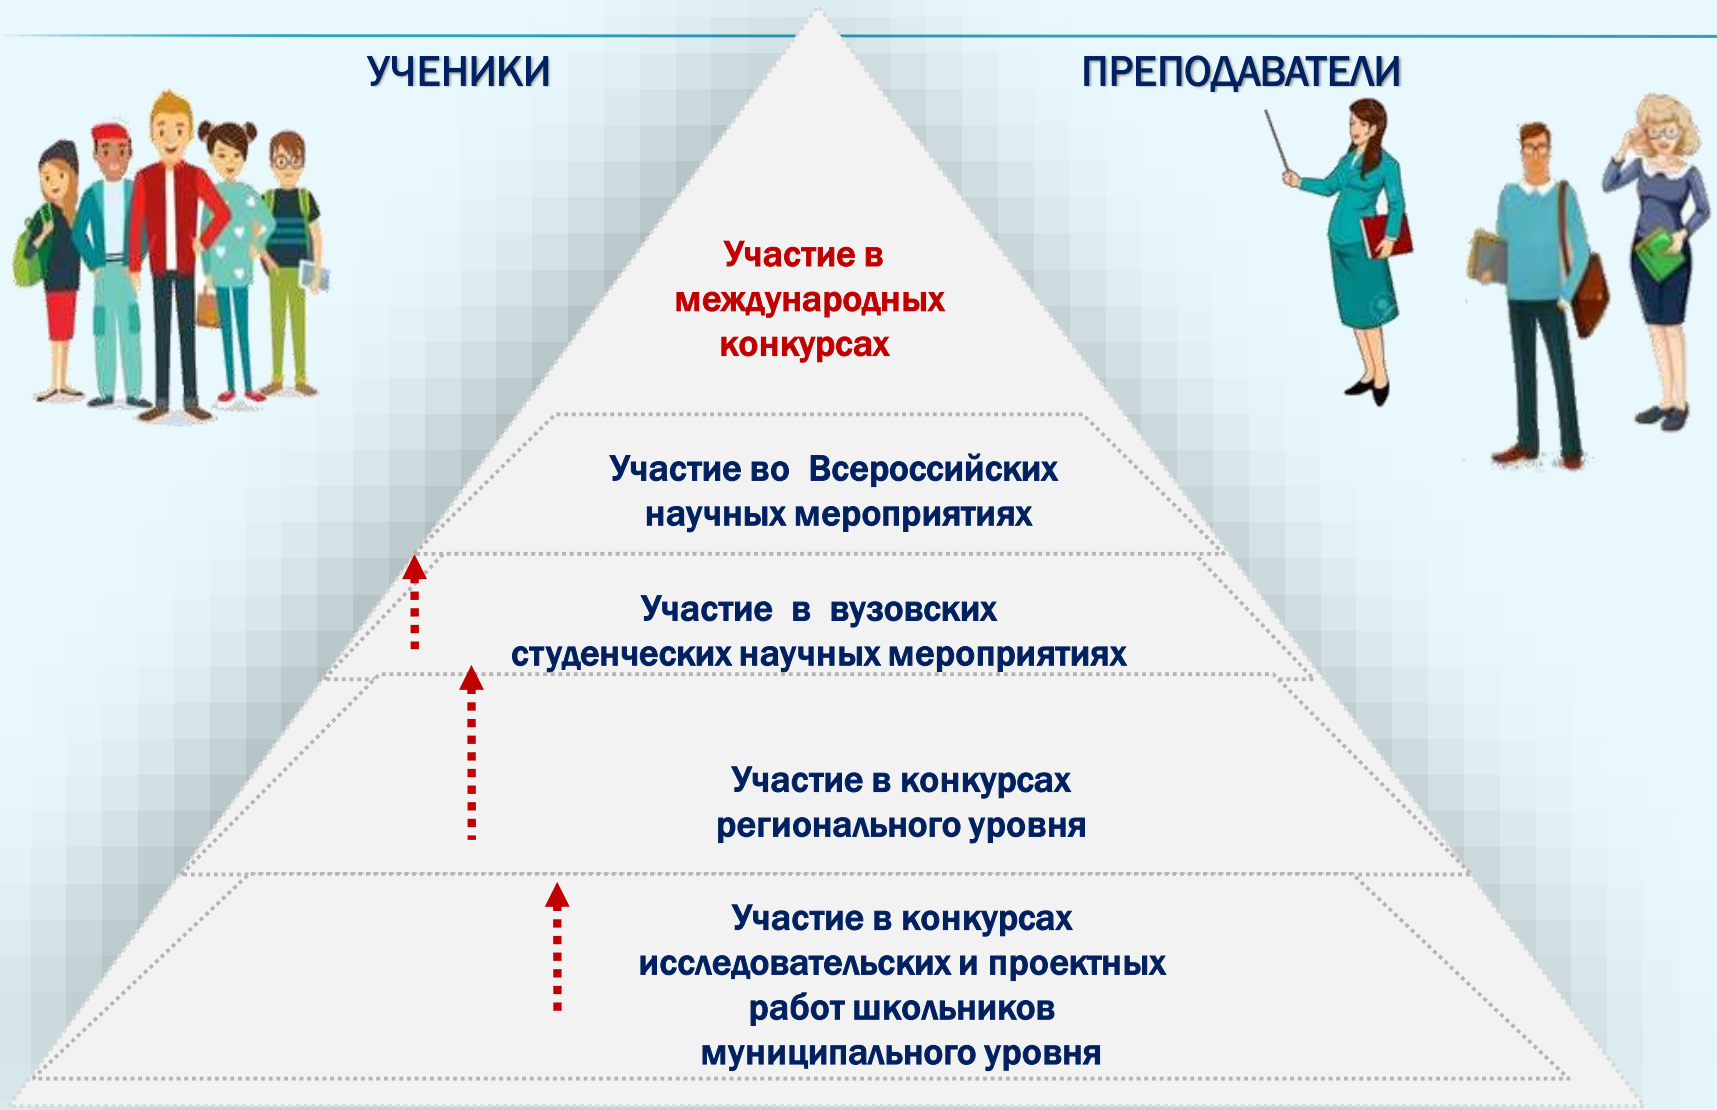 УЧЕНИКИ
ПРЕПОДАВАТЕЛИ
Участие в
международных
конкурсах
Участие во Всероссийских
научных мероприятиях
Участие в вузовских
студенческих научных мероприятиях
Участие в конкурсах
регионального уровня
Участие в конкурсах
исследовательских и проектных
работ школьников
муниципального уровня